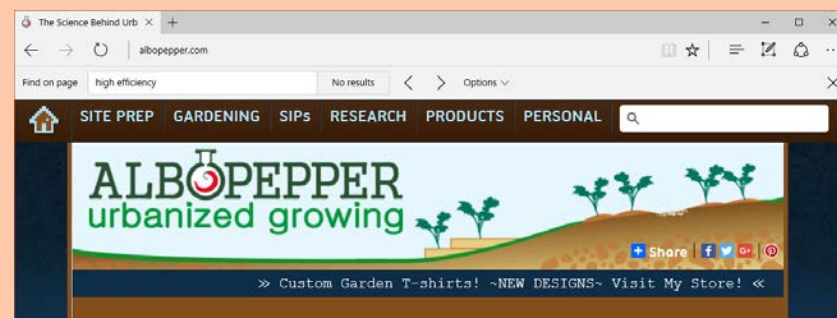 The Science Behind Urb
albopepper.com
Find on page high efficiency No results Options
SITE PREP GARDENING SIPs RESEARCH PRODUCTS PERSONAL
ALBOPEPPER
urbanized growing
Share
» Custom Garden T-shirts! ~NEW DESIGNS~ Visit My Store! «